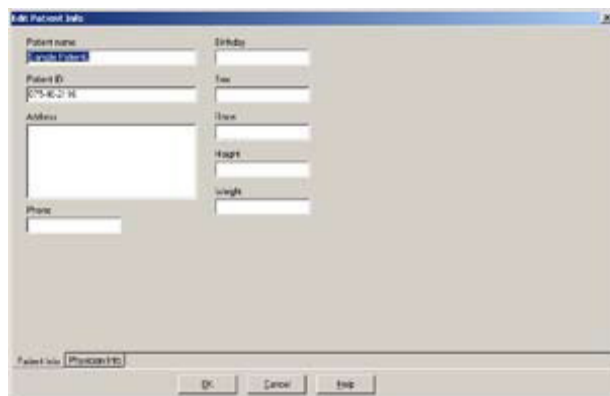 Edit Patient Info
Patient name
Sample Patient
Patient ID
Address
Phone
Birthday
Sex
Race
Height
Weight
Patient Info
Physician Info
OK
Cancel
Help